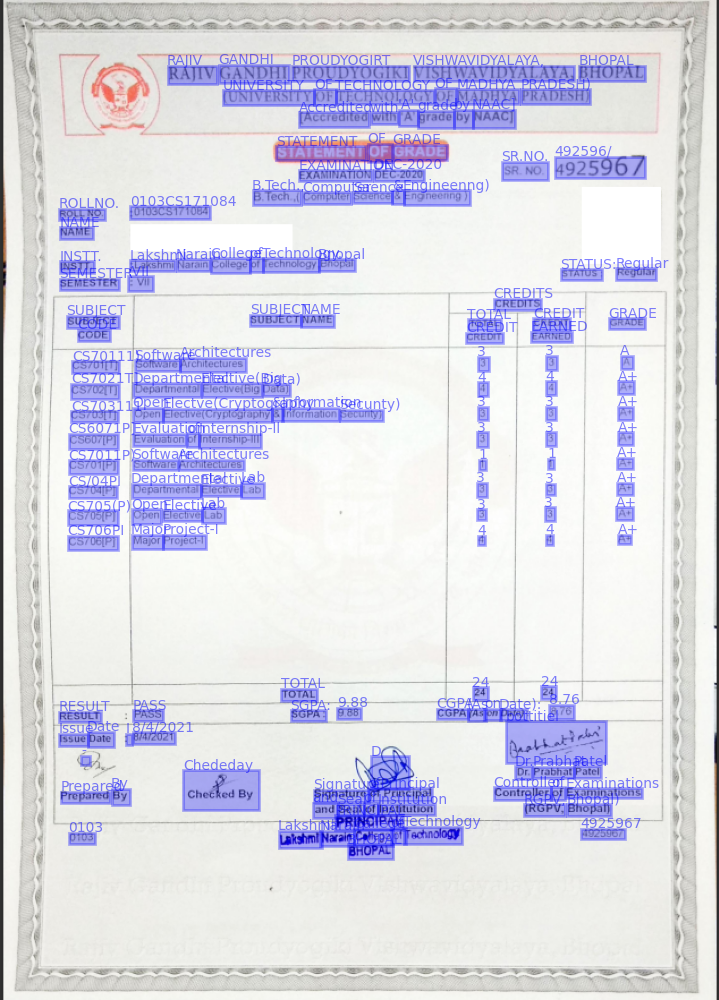 RAJIV GANDHI PROUDYOGIKI VISHWAVIDYALAYA, BHOPAL
(UNIVERSITY OF TECHNOLOGY OF MADHYA PRADESH)
(Accredited with 'A' grade by NAAC)
STATEMENT OF GRADE
EXAMINATION DEC-2020
SR. NO. 4925967
B.Tech.,( Computer Science & Engineering )
ROLL NO. :0103CS171084
NAME
INSTT. :Lakshmi Narain College of Technology Bhopal
STATUS : Regular
SEMESTER : VII
SUBJECT CODE SUBJECT NAME CREDITS GRADE
TOTAL CREDIT CREDIT EARNED
CS701[T] Software Architectures 3 3 A
CS702[T] Departmental Elective(Big Data) 4 4 A+
CS703[T] Open Elective(Cryptography & Information Security) 3 3 A+
CS607[P] Evaluation of Internship-III 3 3 A+
CS701[P] Software Architectures 1 1 A+
CS704[P] Departmental Elective Lab 3 3 A+
CS705[P] Open Elective Lab 3 3 A+
CS706[P] Major Project-I 4 4 A+
TOTAL 24 24
RESULT : PASS SGPA : 9.88 CGPA(As on Date): 8.76
Issue Date : 8/4/2021
Prabhat Patel
Dr. Prabhat Patel
Prepared By Checked By Signature of Principal and Seal of Institution Controller of Examinations
(RGPV, Bhopal)
PRINCIPAL
Lakshmi Narain College of Technology
BHOPAL
0103 4925967